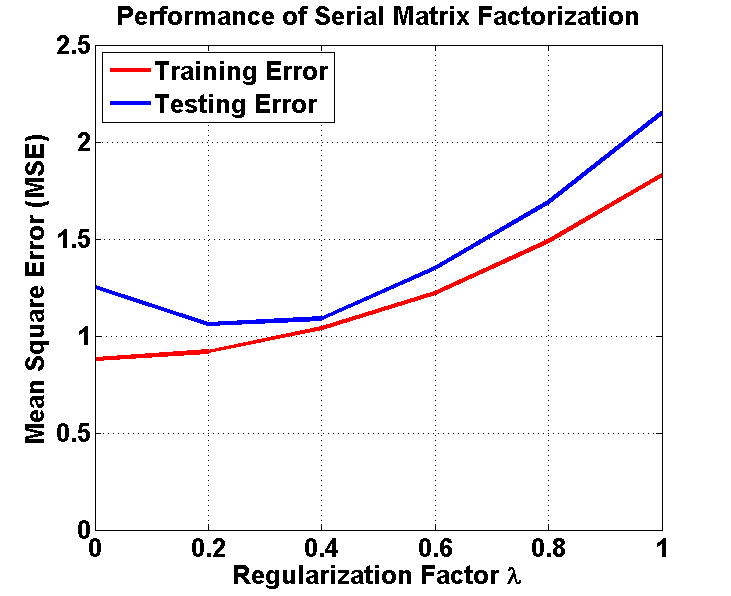 Performance of Serial Matrix Factorization
2.5
Training Error
Testing Error
2
1.5
1
0.5
0
Mean Square Error (MSE)
0 0.2 0.4 0.6 0.8 1
Regularization Factor λ